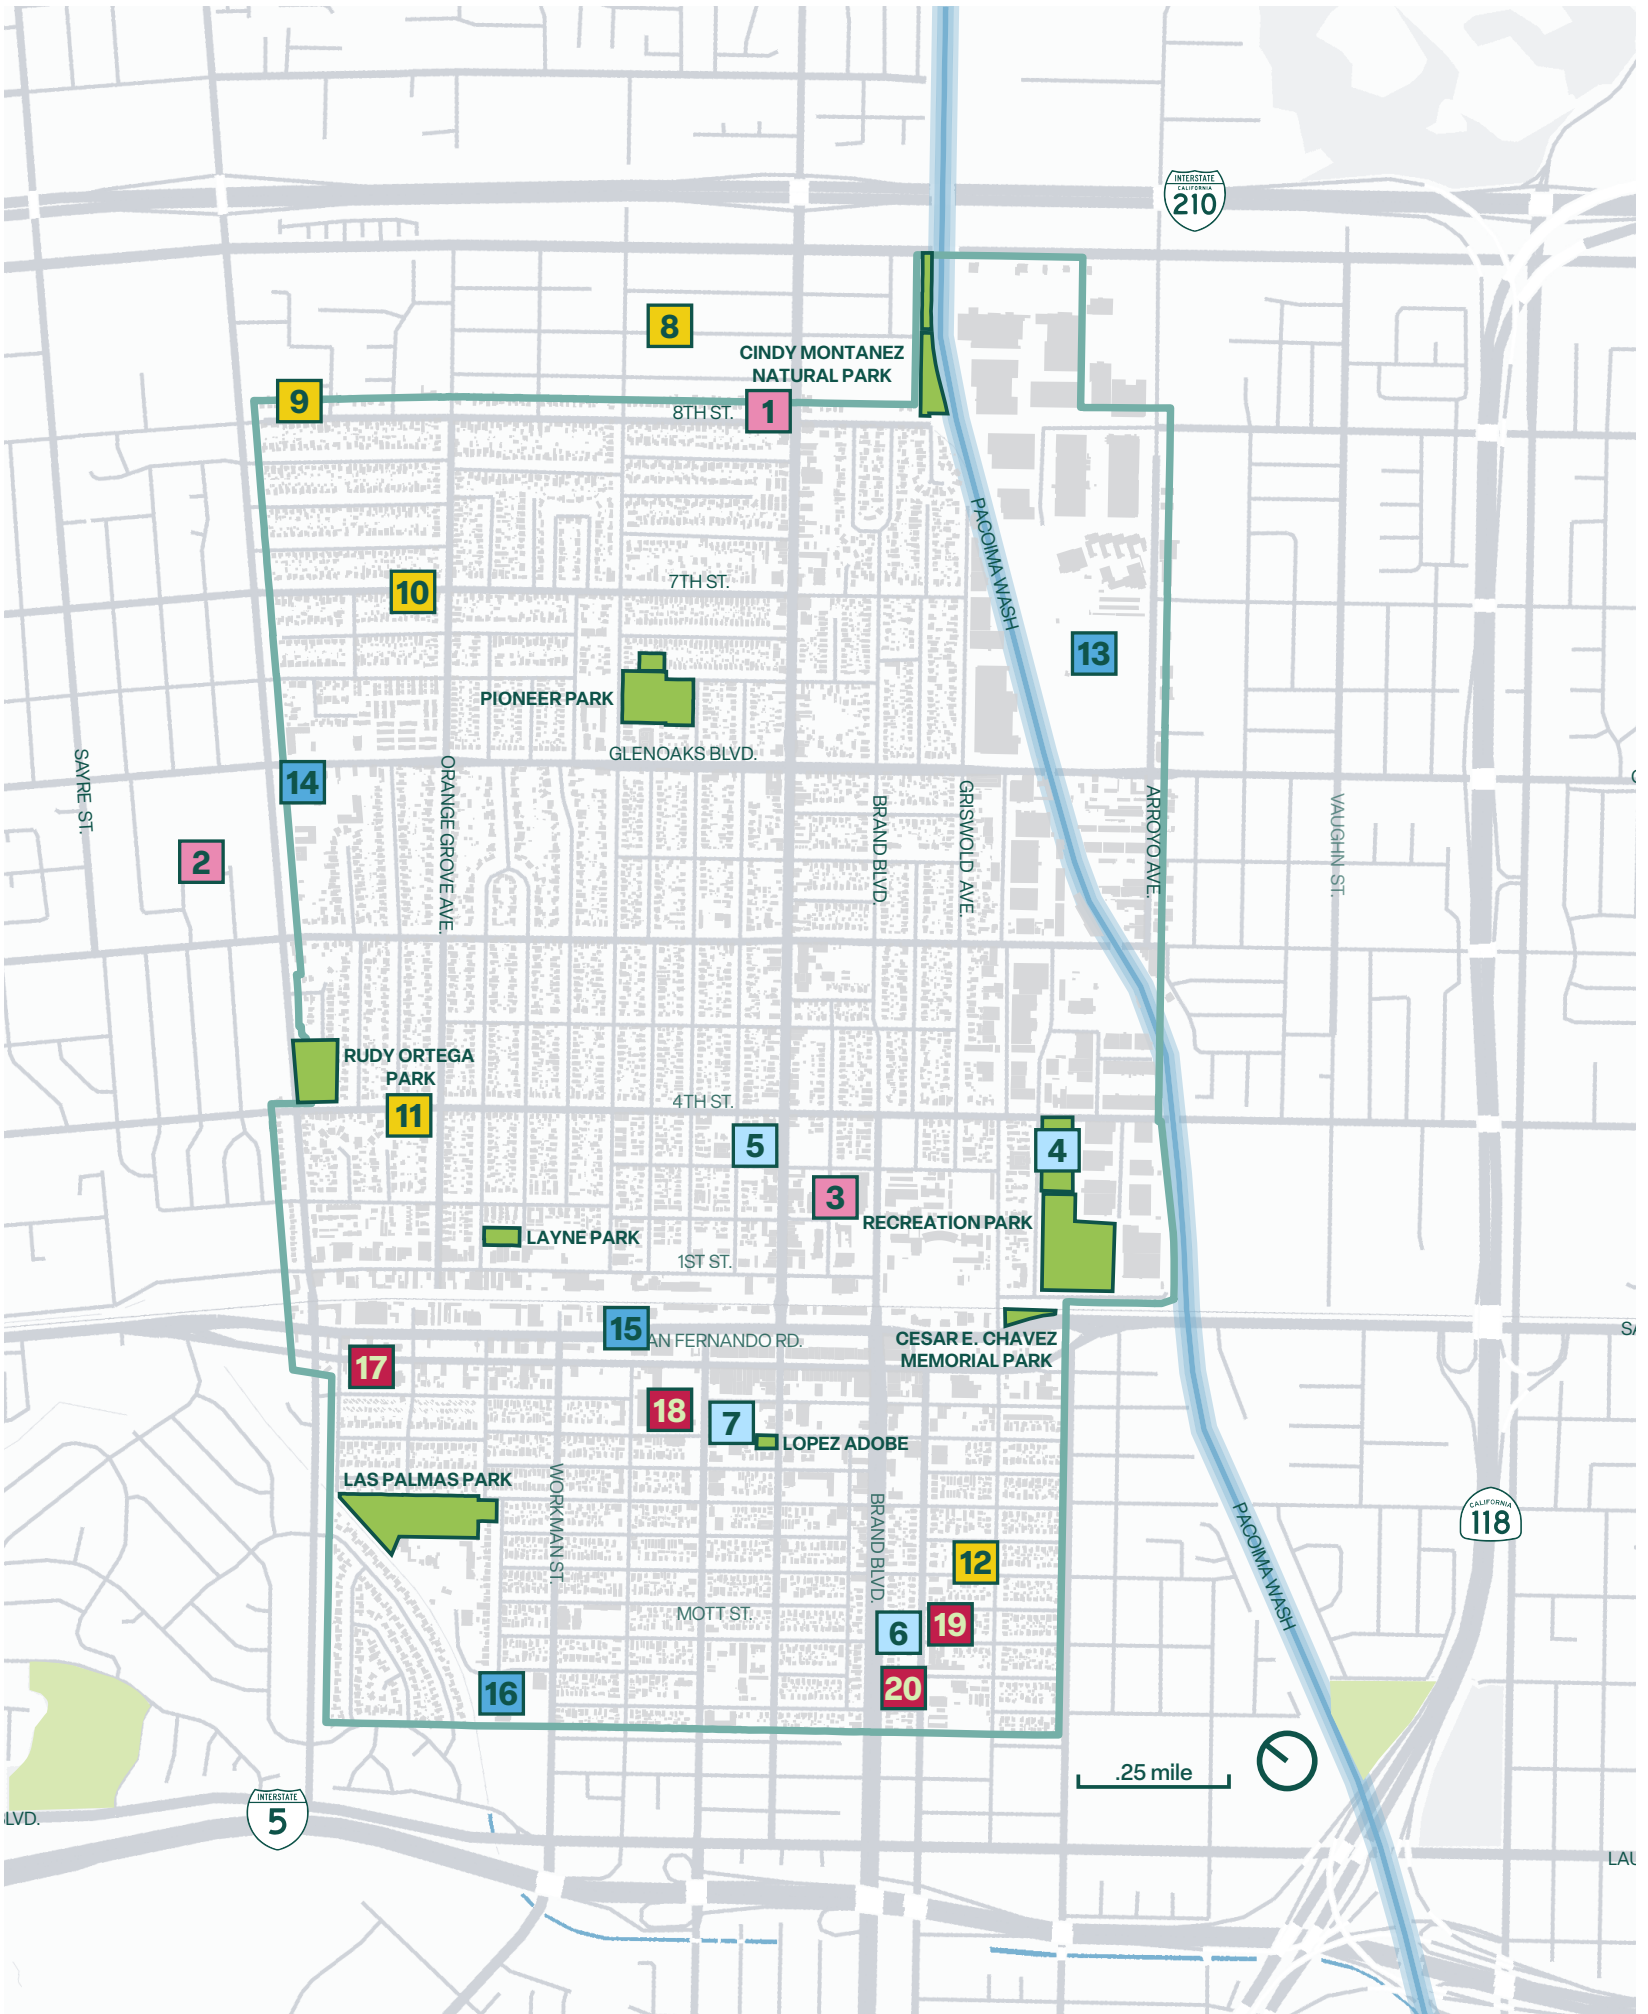 INTERSTATE
CALIFORNIA
210
8
CINDY MONTANEZ
NATURAL PARK
9
8TH ST.
1
PACOIMA WASH
7TH ST.
10
13
PIONEER PARK
GLENOAKS BLVD.
14
SAYRE ST.
ORANGE GROVE AVE.
BRAND BLVD.
GRISWOLD AVE.
ARROYO AVE.
VAUGHN ST.
2
RUDY ORTEGA
PARK
11
4TH ST.
5
4
3
RECREATION PARK
LAYNE PARK
1ST ST.
15
AN FERNANDO RD.
CESAR E. CHAVEZ
MEMORIAL PARK
SA
17
18
7
LOPEZ ADOBE
LAS PALMAS PARK
WORKMAN ST.
BRAND BLVD.
PACOIMA WASH
CALIFORNIA
118
12
MOTT ST.
6
19
20
16
.25 mile
INTERSTATE
5
LVD.
LAU